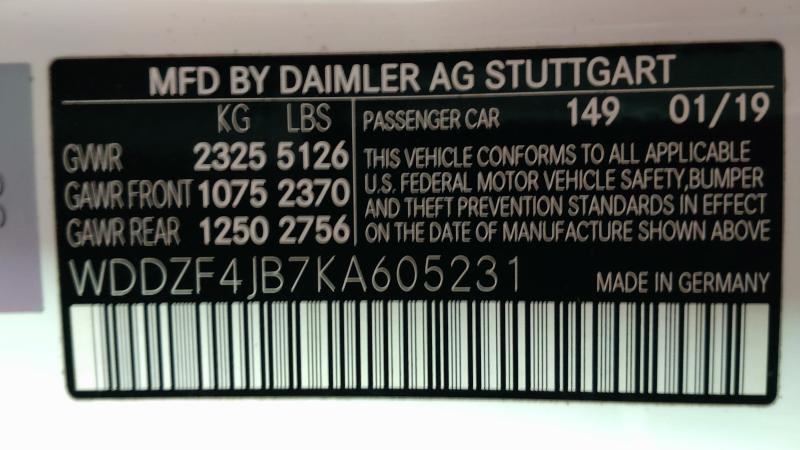 MFD BY DAIMLER AG STUTTGART
KG LBS
GVWR 2325 5126
GAWR FRONT 1075 2370
GAWR REAR 1250 2756
PASSENGER CAR 149 01/19
THIS VEHICLE CONFORMS TO ALL APPLICABLE
U.S. FEDERAL MOTOR VEHICLE SAFETY,BUMPER
AND THEFT PREVENTION STANDARDS IN EFFECT
ON THE DATE OF MANUFACTURE SHOWN ABOVE
WDDZF4JB7KA605231 MADE IN GERMANY